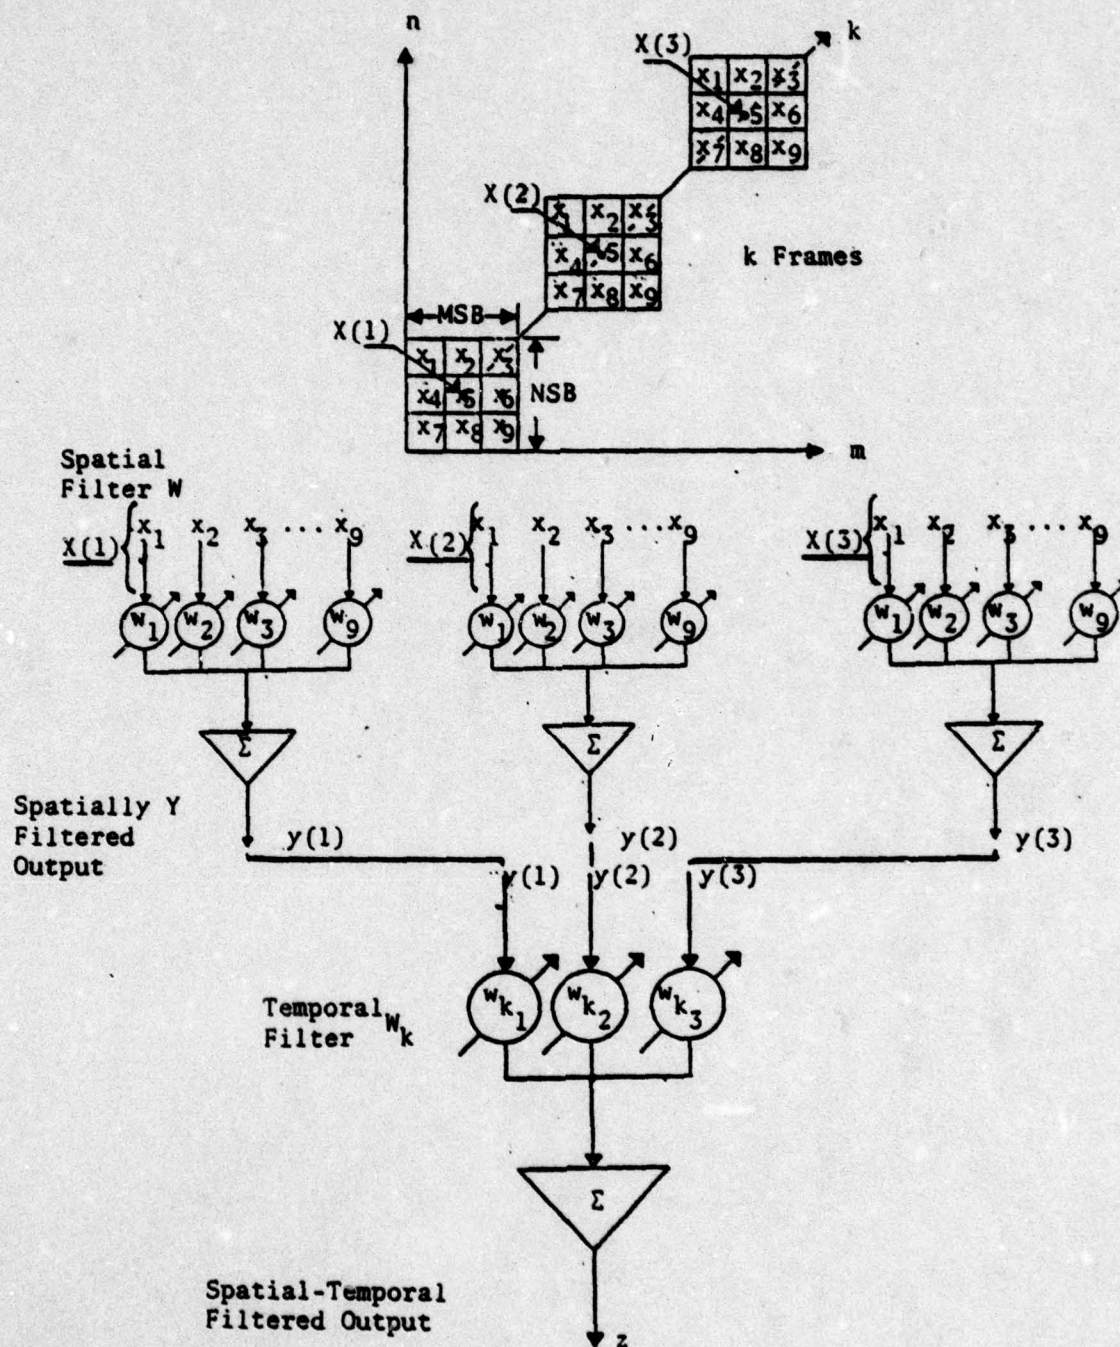 n
k
X(3)
x1 x2 x3
x4 x5 x6
x7 x8 x9
X(2)
x1 x2 x3
x4 x5 x6
x7 x8 x9
k Frames
MSB
X(1)
x1 x2 x3
x4 x5 x6
x7 x8 x9
NSB
m
Spatial
Filter W
X(1) { x1 x2 x3 ... x9
X(2) { x1 x2 x3 ... x9
X(3) { x1 x2 x3 ... x9
w1 w2 w3 w9
w1 w2 w3 w9
w1 w2 w3 w9
Σ Σ Σ
Spatially Y
Filtered
Output
y(1) y(2) y(3)
y(1) y(2) y(3)
wk1 wk2 wk3
Temporal Wk
Filter
Σ
Spatial-Temporal
Filtered Output
z